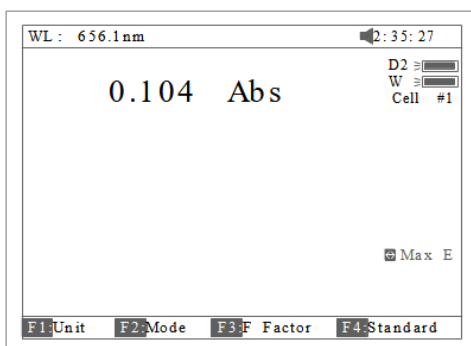 WL: 656.1nm 2:35:27
D2
0.104 Abs
W
Cell #1
Max E
F1:Unit F2:Mode F3:F Factor F4:Standard